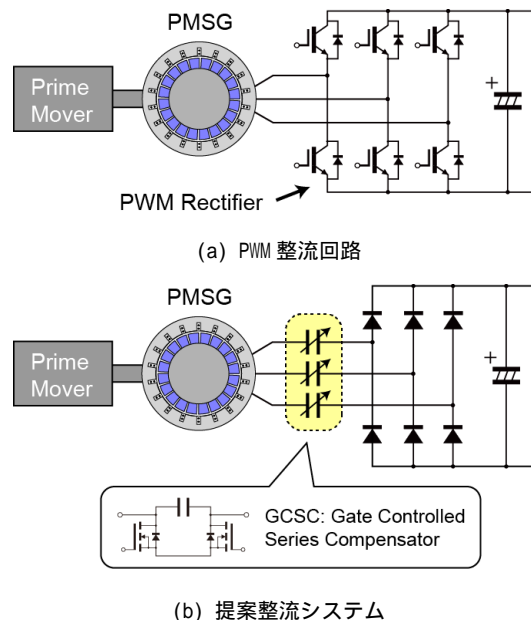 PMSG
Prime
Mover
+
PWM Rectifier
(a) PWM 整流回路
PMSG
Prime
Mover
+
GCSC: Gate Controlled
Series Compensator
(b) 提案整流システム